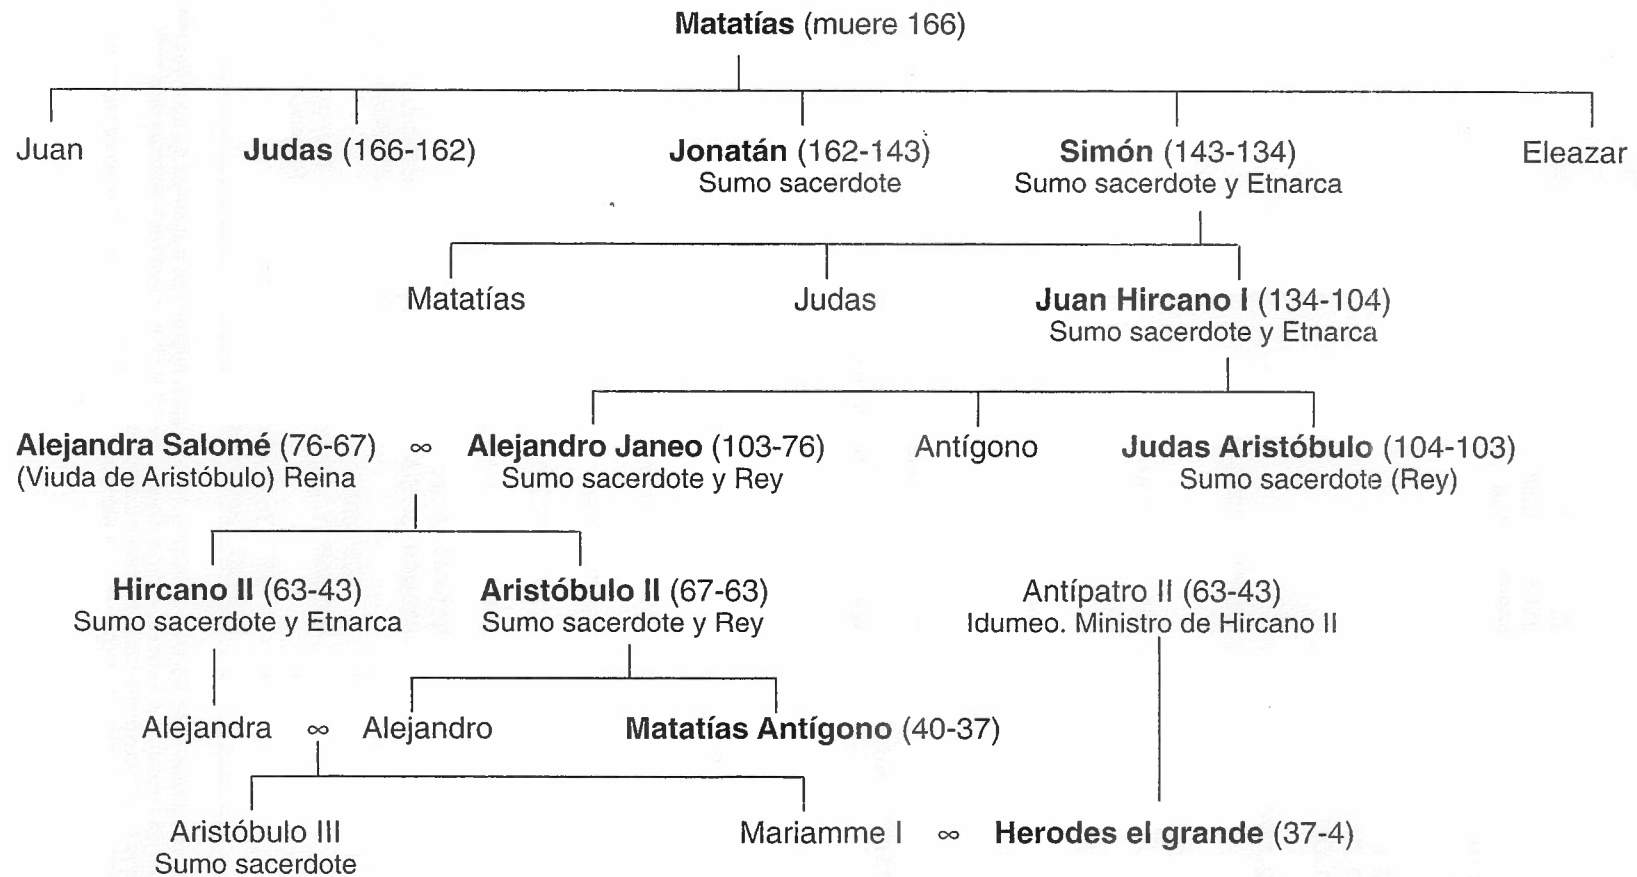 Matatías (muere 166)
Juan
Judas (166-162)
Jonatán (162-143)
Sumo sacerdote
Simón (143-134)
Sumo sacerdote y Etnarca
Eleazar
Matatías
Judas
Juan Hircano I (134-104)
Sumo sacerdote y Etnarca
Alejandra Salomé (76-67)
(Viuda de Aristóbulo) Reina
∞
Alejandro Janeo (103-76)
Sumo sacerdote y Rey
Antígono
Judas Aristóbulo (104-103)
Sumo sacerdote (Rey)
Hircano II (63-43)
Sumo sacerdote y Etnarca
Aristóbulo II (67-63)
Sumo sacerdote y Rey
Antípatro II (63-43)
Idumeo. Ministro de Hircano II
Alejandra ∞ Alejandro
Matatías Antígono (40-37)
Aristóbulo III
Sumo sacerdote
Mariamme I ∞ Herodes el grande (37-4)